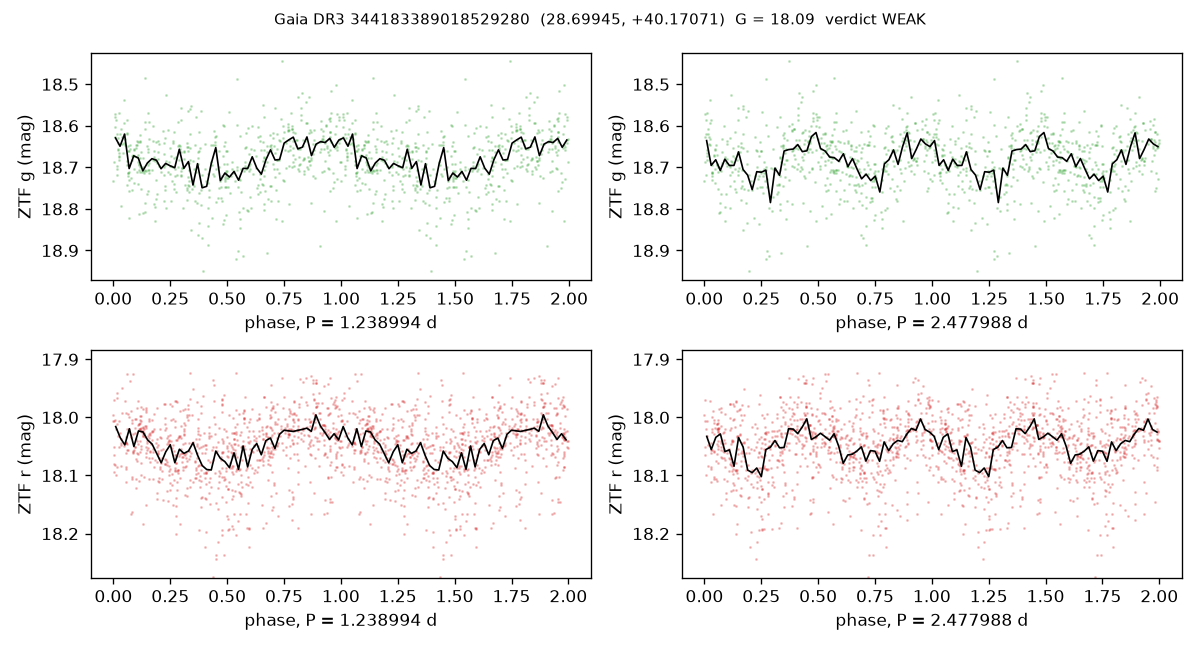 Gaia DR3 344183389018529280 (28.69945, +40.17071) G = 18.09 verdict WEAK
ZTF g (mag)
18.5
18.6
18.7
18.8
18.9
0.00 0.25 0.50 0.75 1.00 1.25 1.50 1.75 2.00
phase, P = 1.238994 d
ZTF g (mag)
18.5
18.6
18.7
18.8
18.9
0.00 0.25 0.50 0.75 1.00 1.25 1.50 1.75 2.00
phase, P = 2.477988 d
ZTF r (mag)
17.9
18.0
18.1
18.2
0.00 0.25 0.50 0.75 1.00 1.25 1.50 1.75 2.00
phase, P = 1.238994 d
ZTF r (mag)
17.9
18.0
18.1
18.2
0.00 0.25 0.50 0.75 1.00 1.25 1.50 1.75 2.00
phase, P = 2.477988 d